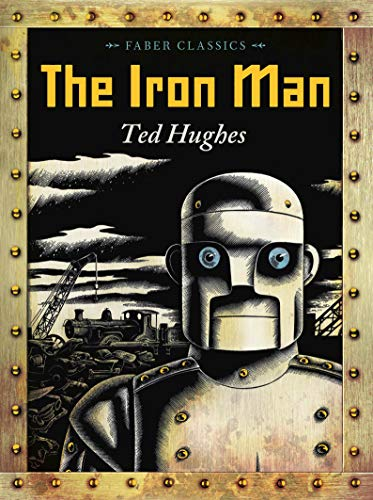 FABER CLASSICS
The Iron Man
Ted Hughes